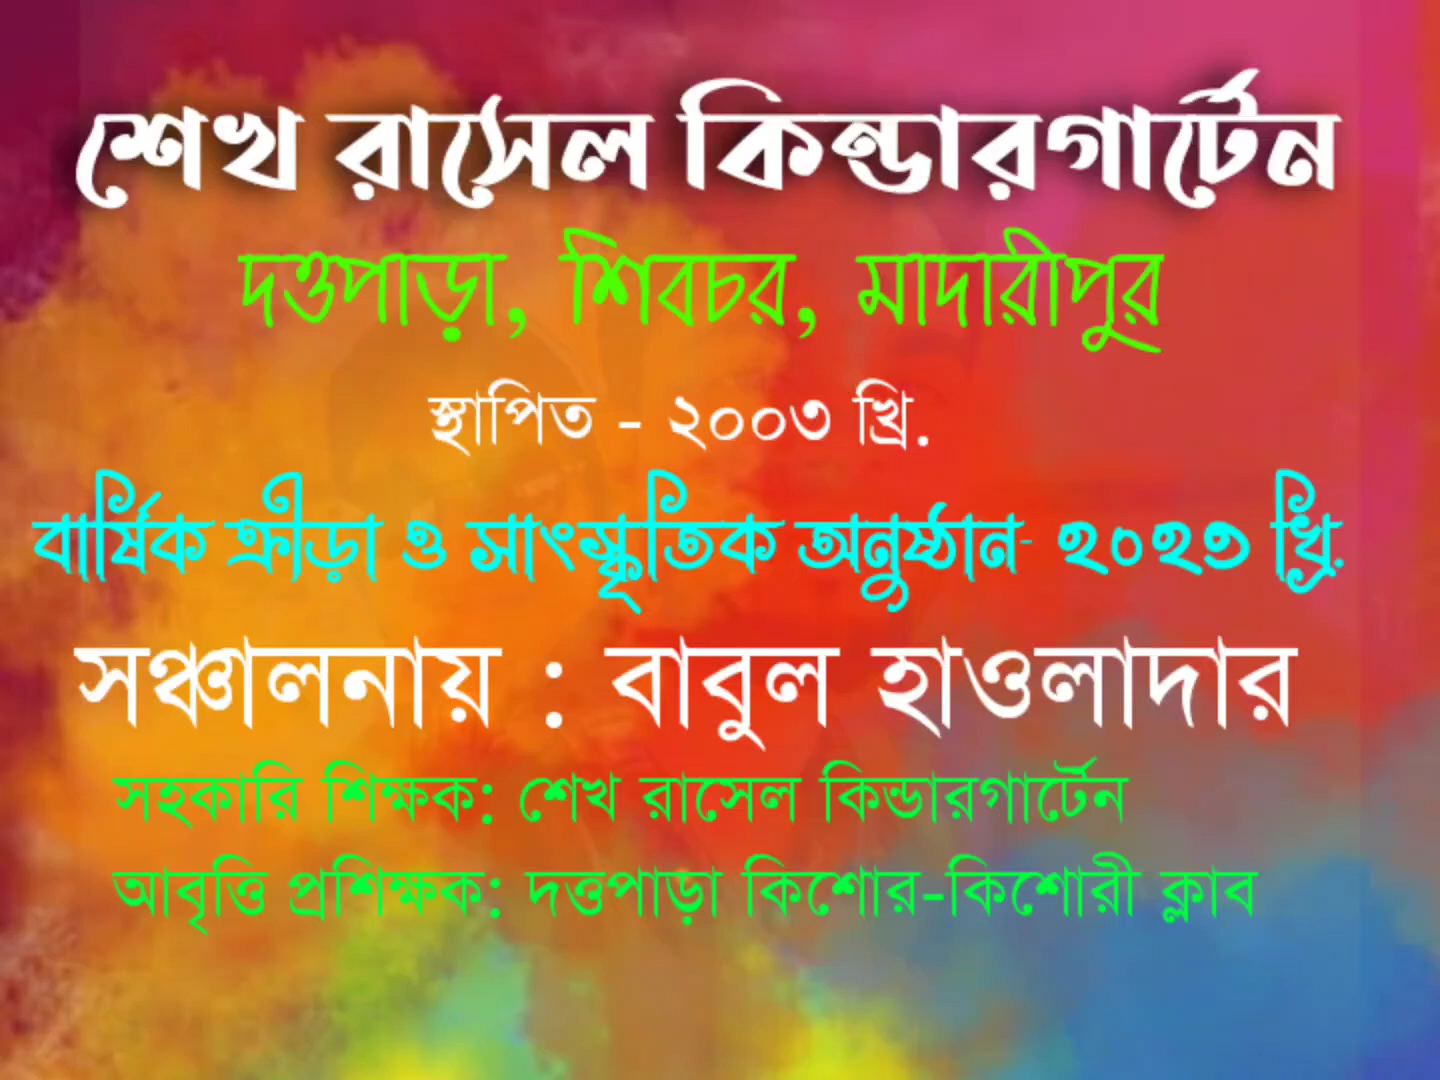 শেখ রাসেল কিন্ডারগার্টেন
দত্তপাড়া, শিবচর, মাদারীপুর
স্থাপিত - ২০০৩ খ্রি.
বার্ষিক ক্রীড়া ও সাংস্কৃতিক অনুষ্ঠান- ২০২৩ খ্রি.
সঞ্চালনায় : বাবুল হাওলাদার
সহকারি শিক্ষক: শেখ রাসেল কিন্ডারগার্টেন
আবৃত্তি প্রশিক্ষক: দত্তপাড়া কিশোর-কিশোরী ক্লাব